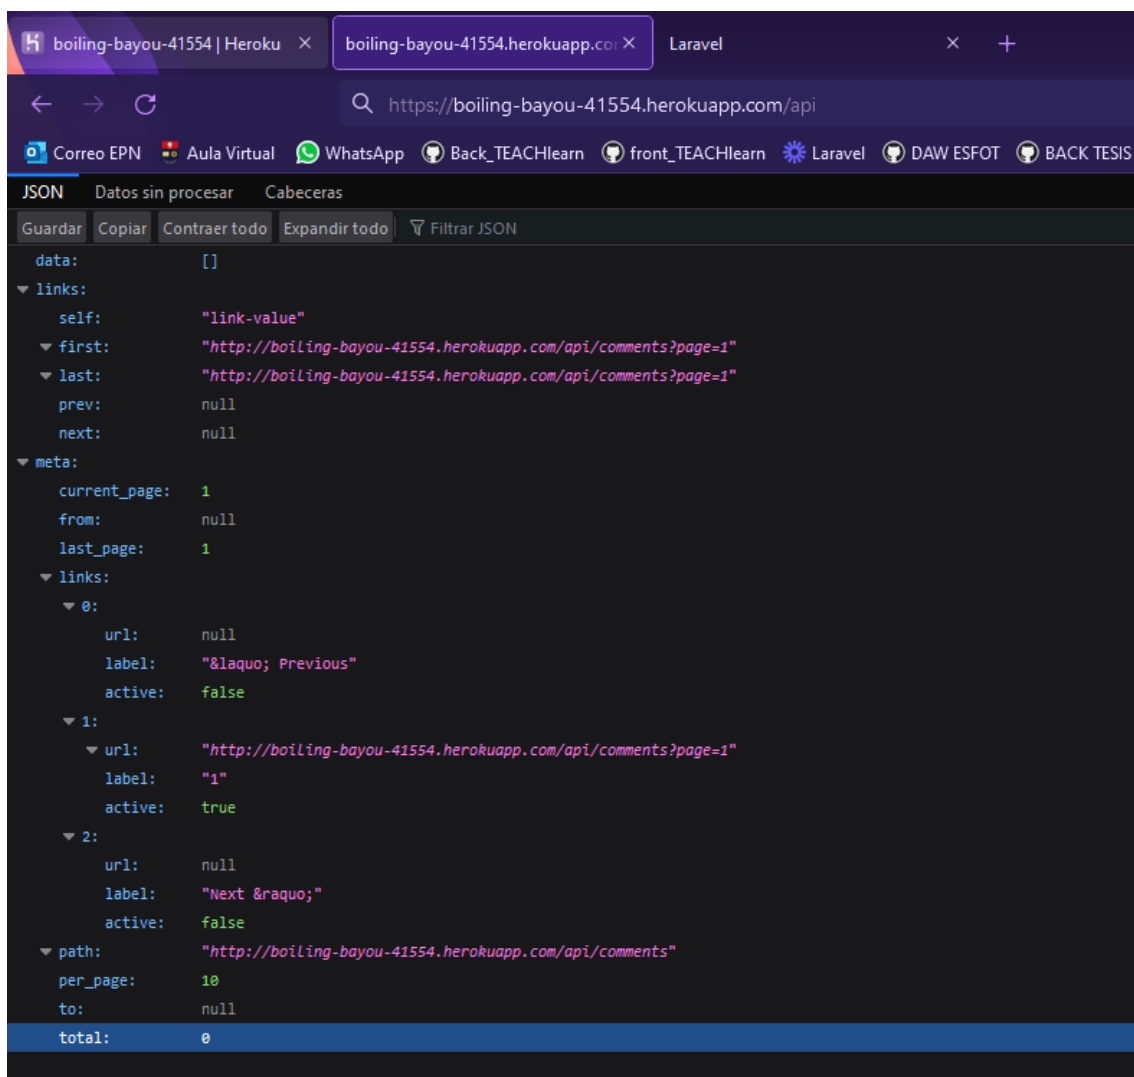 boiling-bayou-41554 | Heroku
boiling-bayou-41554.herokuapp.co
Laravel
https://boiling-bayou-41554.herokuapp.com/api
Correo EPN Aula Virtual WhatsApp Back_TEACHlearn front_TEACHlearn Laravel DAW ESFOT BACK TESIS
JSON Datos sin procesar Cabeceras
Guardar Copiar Contraer todo Expandir todo Filtrar JSON
data: []
links:
self: "link-value"
first: "http://boiling-bayou-41554.herokuapp.com/api/comments?page=1"
last: "http://boiling-bayou-41554.herokuapp.com/api/comments?page=1"
prev: null
next: null
meta:
current_page: 1
from: null
last_page: 1
links:
0:
url: null
label: "&laquo; Previous"
active: false
1:
url: "http://boiling-bayou-41554.herokuapp.com/api/comments?page=1"
label: "1"
active: true
2:
url: null
label: "Next &raquo;"
active: false
path: "http://boiling-bayou-41554.herokuapp.com/api/comments"
per_page: 10
to: null
total: 0